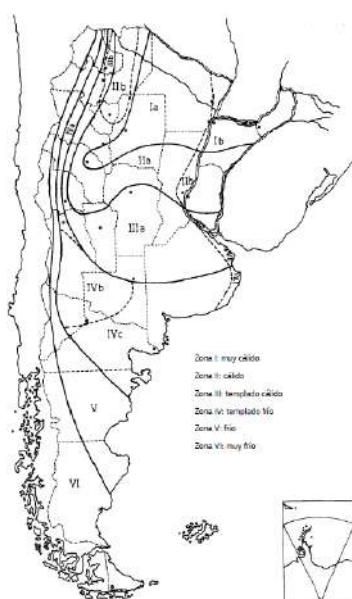 IIb
Ia
Ib
IIa
IIb
IIIa
IVb
IVc
Zona I: muy cálido
Zona II: cálido
Zona III: templado cálido
Zona IV: templado frío
Zona V: frío
Zona VI: muy frío
V
VI